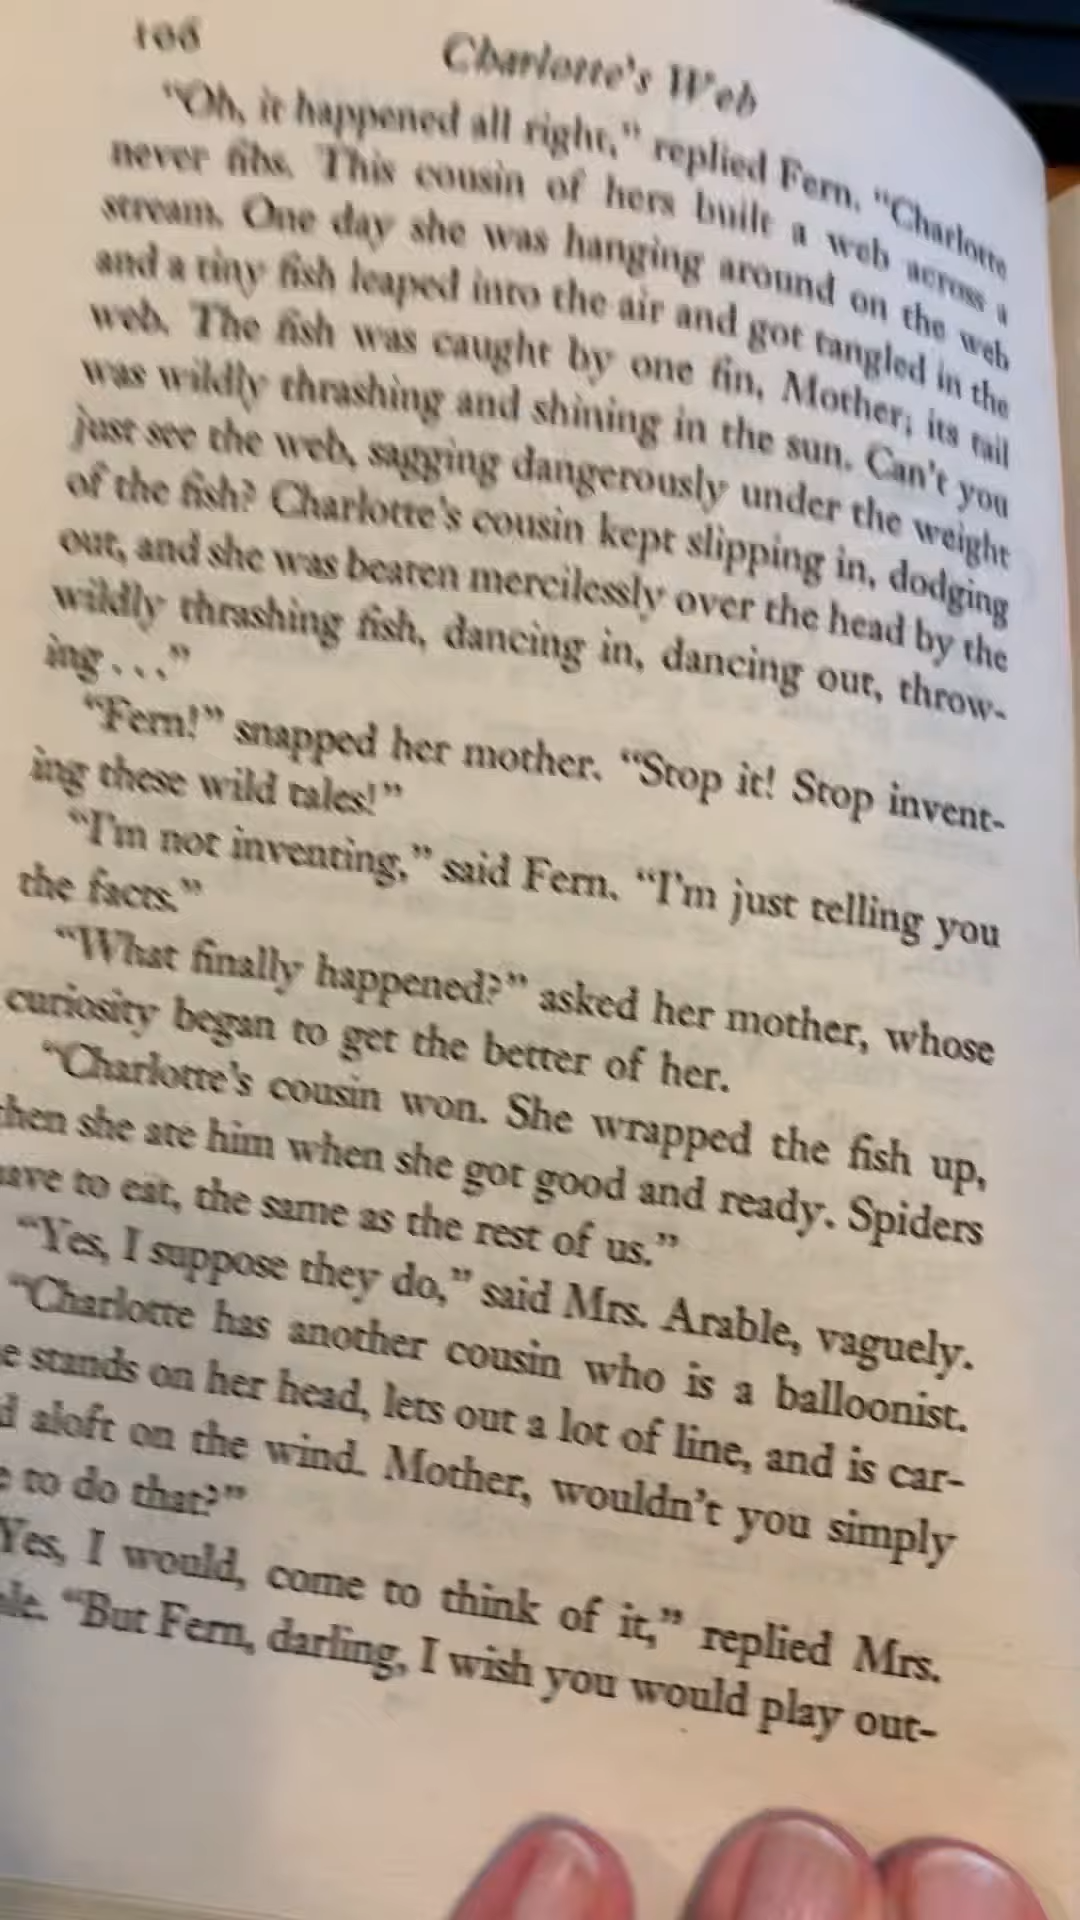 106
Charlotte's Web
"Oh, it happened all right," replied Fern. "Charlotte
never fibs. This cousin of hers built a web across a
stream. One day she was hanging around on the web
and a tiny fish leaped into the air and got tangled in the
web. The fish was caught by one fin, Mother; its tail
was wildly thrashing and shining in the sun. Can't you
just see the web, sagging dangerously under the weight
of the fish? Charlotte's cousin kept slipping in, dodging
out, and she was beaten mercilessly over the head by the
wildly thrashing fish, dancing in, dancing out, throw-
ing . . ."
"Fern!" snapped her mother. "Stop it! Stop invent-
ing these wild tales!"
"I'm not inventing," said Fern. "I'm just telling you
the facts."
"What finally happened?" asked her mother, whose
curiosity began to get the better of her.
"Charlotte's cousin won. She wrapped the fish up,
then she ate him when she got good and ready. Spiders
have to eat, the same as the rest of us."
"Yes, I suppose they do," said Mrs. Arable, vaguely.
"Charlotte has another cousin who is a balloonist.
e stands on her head, lets out a lot of line, and is car-
d aloft on the wind. Mother, wouldn't you simply
e to do that?"
Yes, I would, come to think of it," replied Mrs.
le. "But Fern, darling, I wish you would play out-